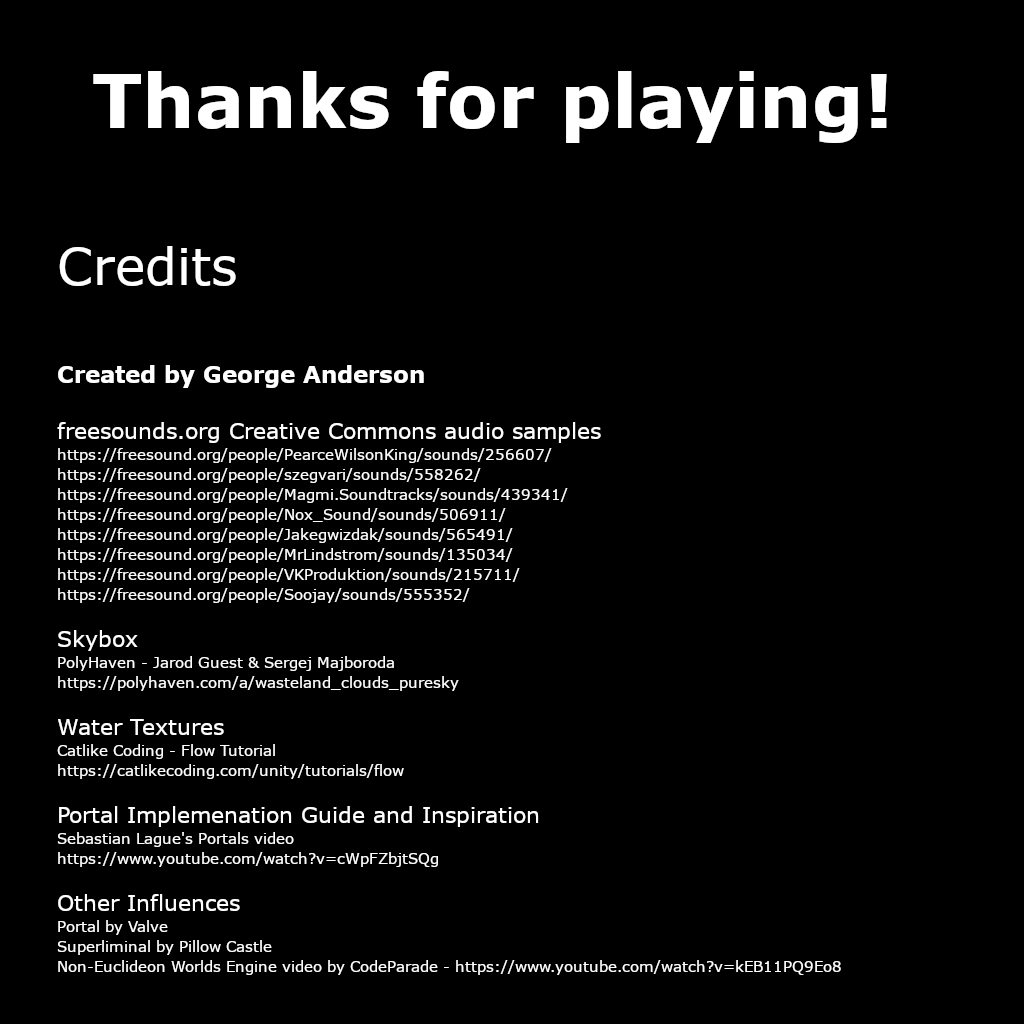 Thanks for playing!
Credits
Created by George Anderson
freesounds.org Creative Commons audio samples
https://freesound.org/people/PearceWilsonKing/sounds/256607/
https://freesound.org/people/szegvari/sounds/558262/
https://freesound.org/people/Magmi.Soundtracks/sounds/439341/
https://freesound.org/people/Nox_Sound/sounds/506911/
https://freesound.org/people/Jakegwizdak/sounds/565491/
https://freesound.org/people/MrLindstrom/sounds/135034/
https://freesound.org/people/VKProduktion/sounds/215711/
https://freesound.org/people/Soojay/sounds/555352/
Skybox
PolyHaven - Jarod Guest & Sergej Majboroda
https://polyhaven.com/a/wasteland_clouds_puresky
Water Textures
Catlike Coding - Flow Tutorial
https://catlikecoding.com/unity/tutorials/flow
Portal Implemenation Guide and Inspiration
Sebastian Lague's Portals video
https://www.youtube.com/watch?v=cWpFZbjtSQg
Other Influences
Portal by Valve
Superliminal by Pillow Castle
Non-Euclideon Worlds Engine video by CodeParade - https://www.youtube.com/watch?v=kEB11PQ9Eo8